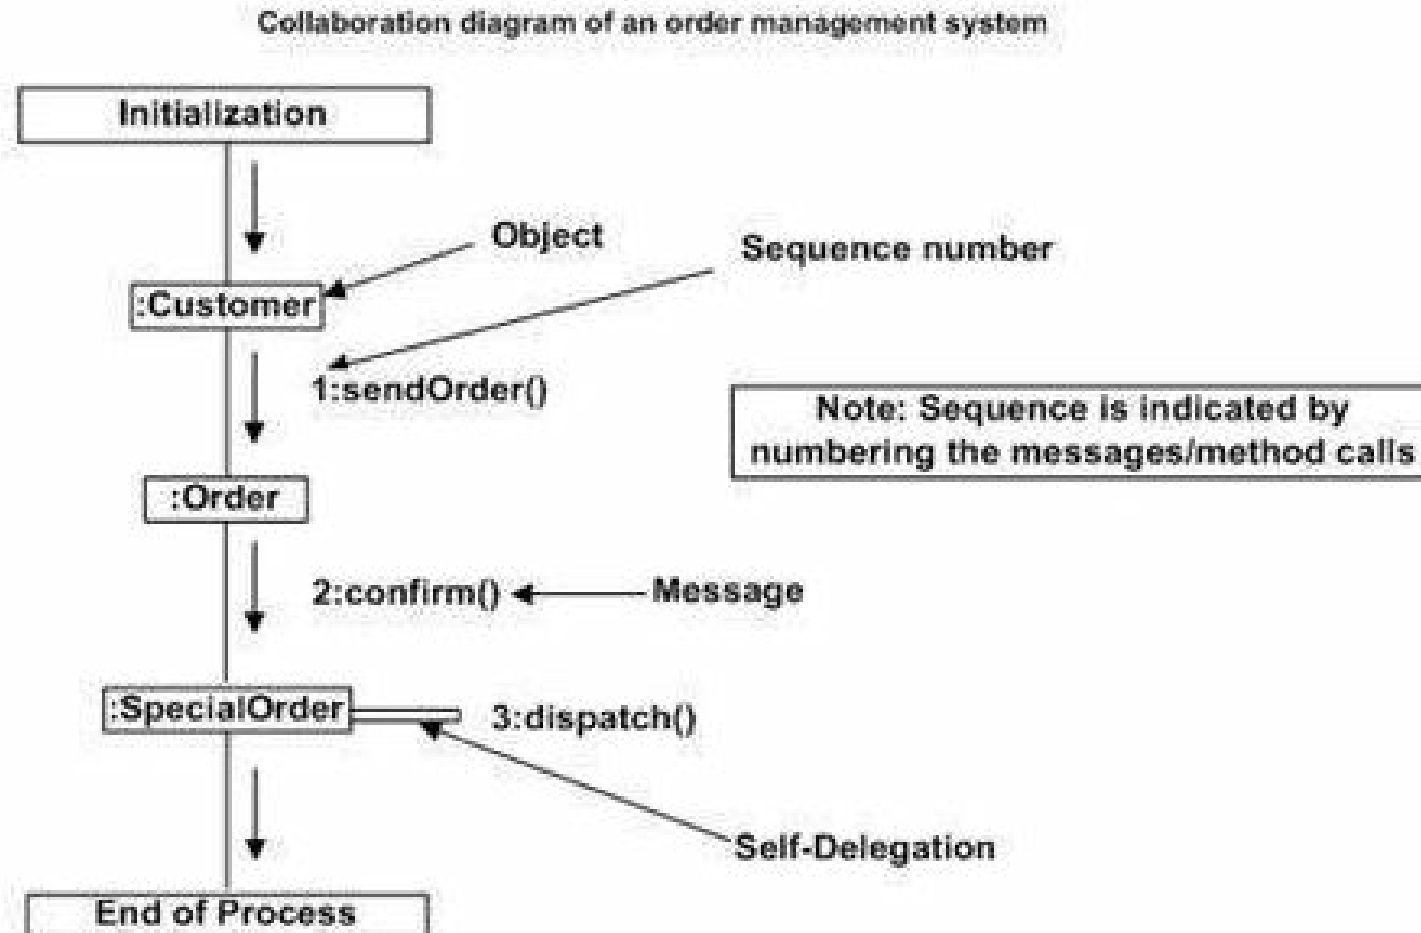 Collaboration diagram of an order management system
Initialization
Object
Sequence number
:Customer
1:sendOrder()
Note: Sequence is indicated by
numbering the messages/method calls
:Order
2:confirm()
Message
:SpecialOrder
3:dispatch()
Self-Delegation
End of Process